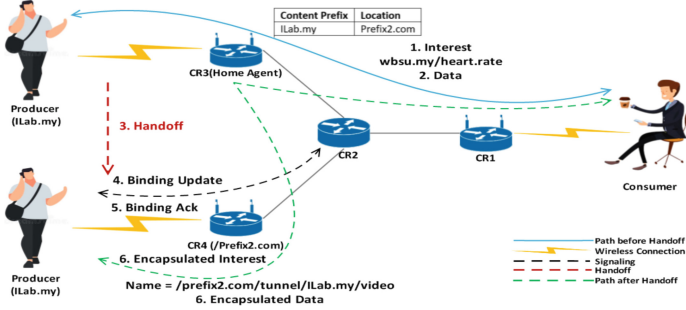 Content Prefix Location
ILab.my Prefix2.com
1. Interest
wbsu.my/heart.rate
2. Data
CR3(Home Agent)
Producer
(ILab.my)
3. Handoff
CR2
CR1
Consumer
4. Binding Update
5. Binding Ack
CR4 (/Prefix2.com)
6. Encapsulated Interest
Producer
(ILab.my)
Name = /prefix2.com/tunnel/ILab.my/video
6. Encapsulated Data
Path before Handoff
Wireless Connection
Signaling
Handoff
Path after Handoff